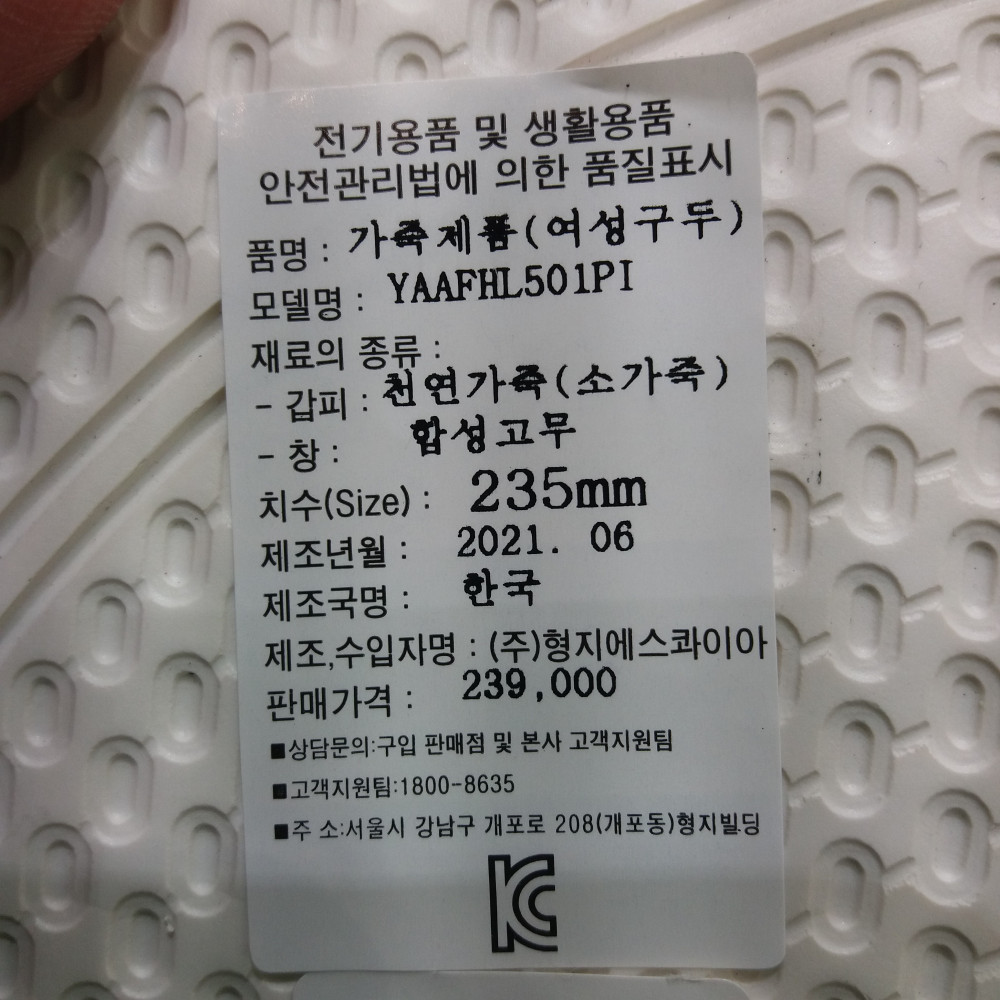 전기용품 및 생활용품
안전관리법에 의한 품질표시
품명 : 가죽제품(여성구두)
모델명 : YAAFHL501PI
재료의 종류 :
- 갑피 : 천연가죽(소가죽)
- 창 : 합성고무
치수(Size) : 235mm
제조년월 : 2021. 06
제조국명 : 한국
제조,수입자명 : (주)형지에스콰이아
판매가격 : 239,000
■상담문의:구입 판매점 및 본사 고객지원팀
■고객지원팀:1800-8635
■주 소:서울시 강남구 개포로 208(개포동)형지빌딩
KC